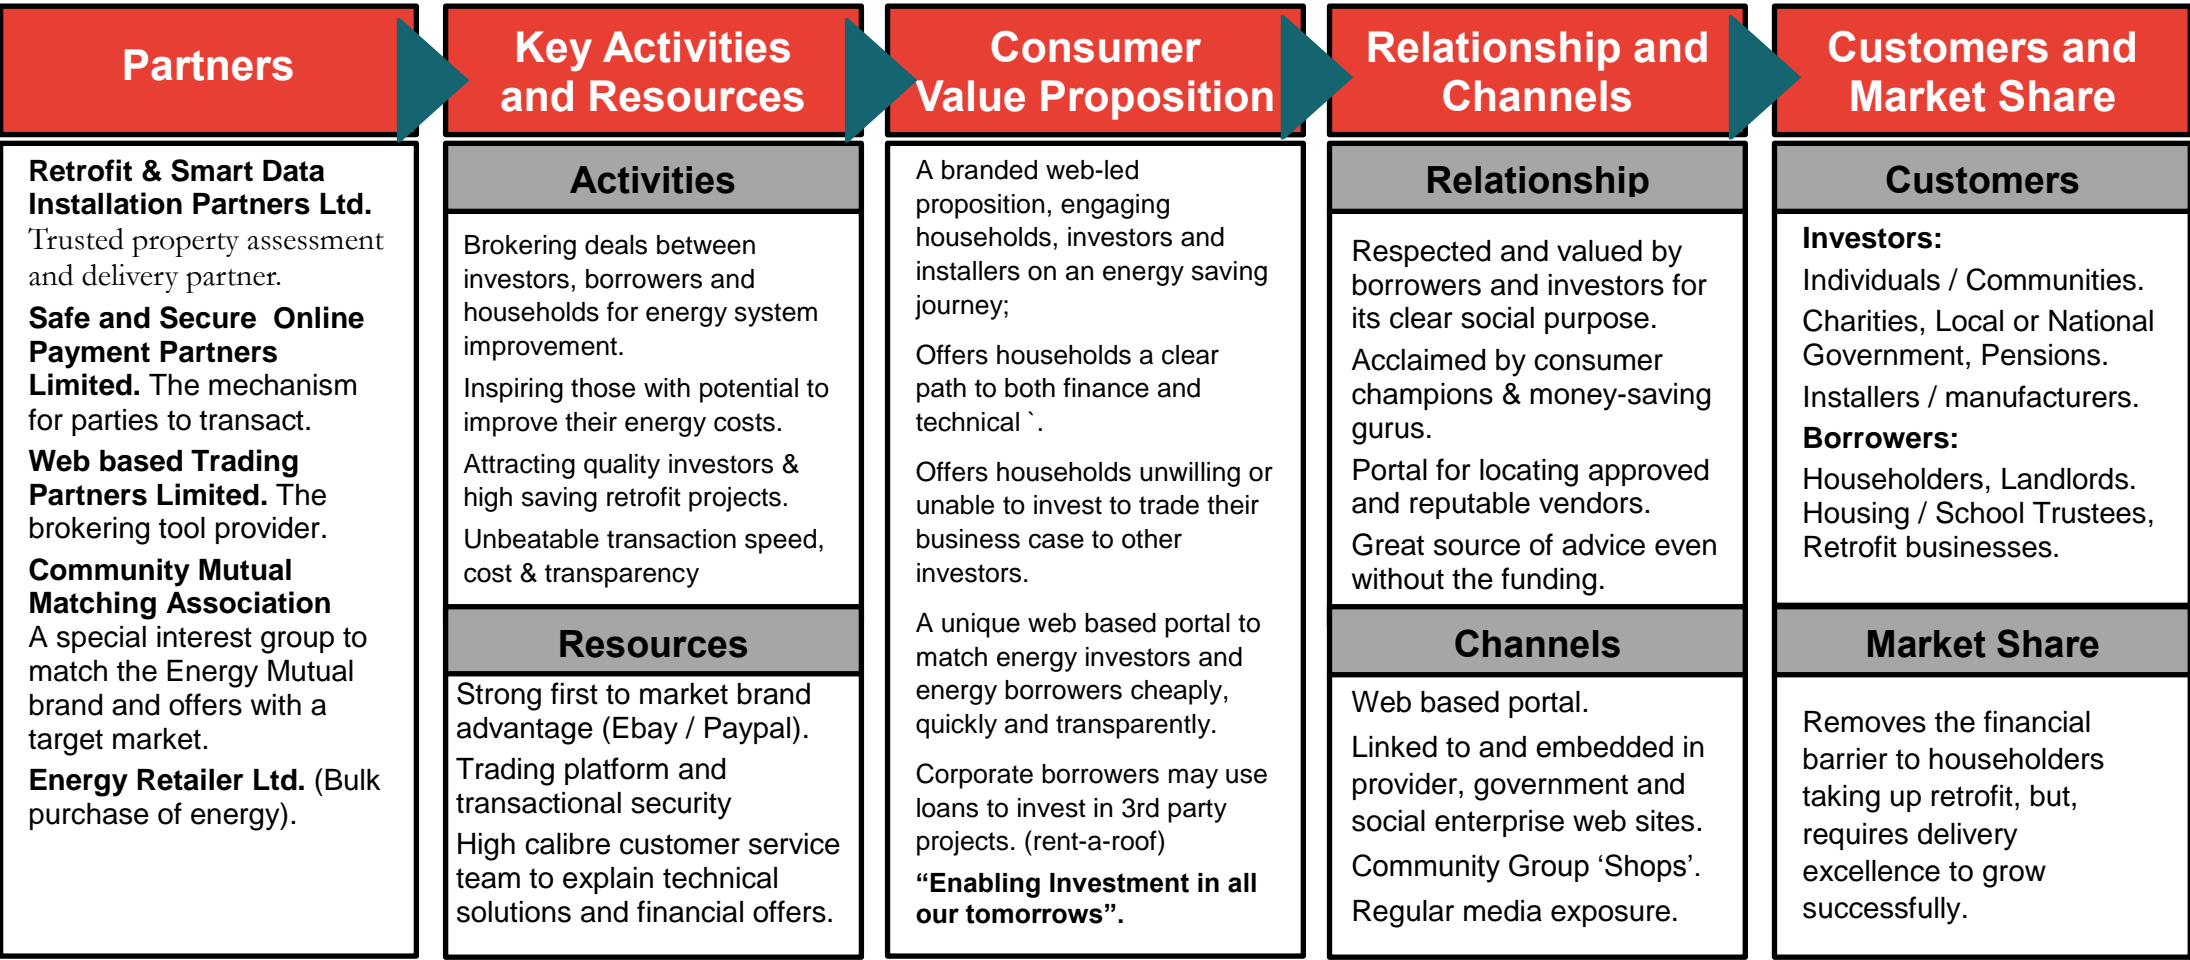 Partners
Retrofit & Smart Data
Installation Partners Ltd.
Trusted property assessment
and delivery partner.
Safe and Secure  Online
Payment Partners
Limited. The mechanism
for parties to transact.
Web based Trading
Partners Limited. The
brokering tool provider.
Community Mutual
Matching Association
A special interest group to
match the Energy Mutual
brand and offers with a
target market.
Energy Retailer Ltd. (Bulk
purchase of energy).
Key Activities
and Resources
Activities
Brokering deals between
investors, borrowers and
households for energy system
improvement.
Inspiring those with potential to
improve their energy costs.
Attracting quality investors &
high saving retrofit projects.
Unbeatable transaction speed,
cost & transparency
Resources
Strong first to market brand
advantage (Ebay / Paypal).
Trading platform and
transactional security
High calibre customer service
team to explain technical
solutions and financial offers.
Consumer
Value Proposition
A branded web-led
proposition, engaging
households, investors and
installers on an energy saving
journey;
Offers households a clear
path to both finance and
technical `.
Offers households unwilling or
unable to invest to trade their
business case to other
investors.
A unique web based portal to
match energy investors and
energy borrowers cheaply,
quickly and transparently.
Corporate borrowers may use
loans to invest in 3rd party
projects. (rent-a-roof)
“Enabling Investment in all
our tomorrows”.
Relationship and
Channels
Relationship
Respected and valued by
borrowers and investors for
its clear social purpose.
Acclaimed by consumer
champions & money-saving
gurus.
Portal for locating approved
and reputable vendors.
Great source of advice even
without the funding.
Channels
Web based portal.
Linked to and embedded in
provider, government and
social enterprise web sites.
Community Group ‘Shops’.
Regular media exposure.
Customers and
Market Share
Customers
Investors:
Individuals / Communities.
Charities, Local or National
Government, Pensions.
Installers / manufacturers.
Borrowers:
Householders, Landlords.
Housing / School Trustees,
Retrofit businesses.
Market Share
Removes the financial
barrier to householders
taking up retrofit, but,
requires delivery
excellence to grow
successfully.